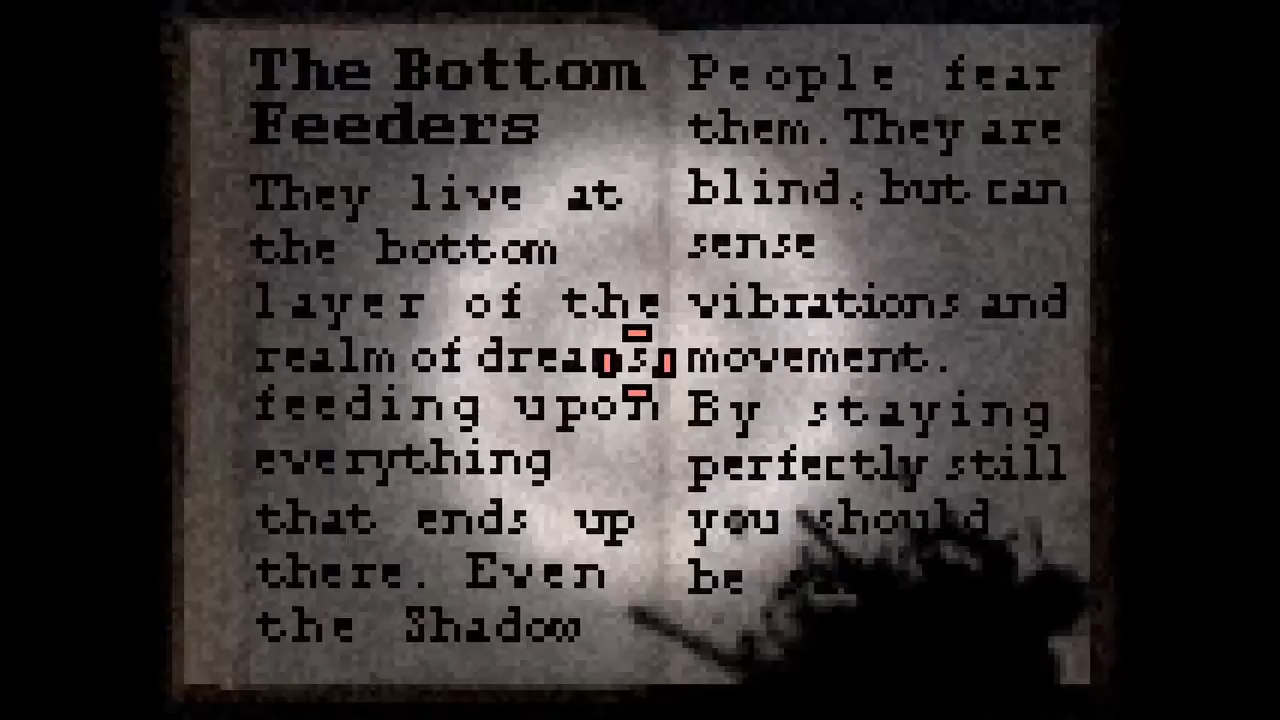 The Bottom
Feeders
They live at
the bottom
layer of the
realm of dreams,
feeding upon
everything
that ends up
there. Even
the Shadow
People fear
them. They are
blind, but can
sense
vibrations and
movement.
By staying
perfectly still
you should
be